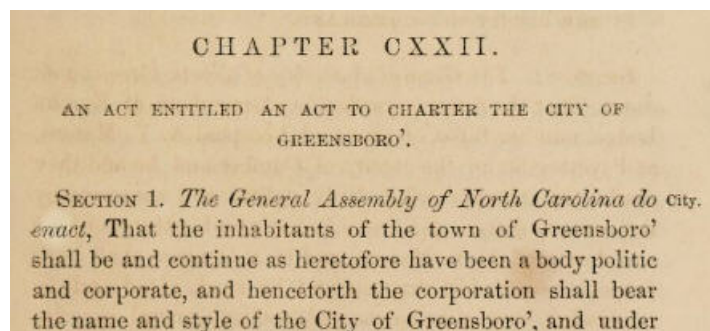 CHAPTER CXXII.
AN ACT ENTITLED AN ACT TO CHARTER THE CITY OF
GREENSBORO'.
SECTION 1. The General Assembly of North Carolina do City.
enact, That the inhabitants of the town of Greensboro'
shall be and continue as heretofore have been a body politic
and corporate, and henceforth the corporation shall bear
the name and style of the City of Greensboro', and under